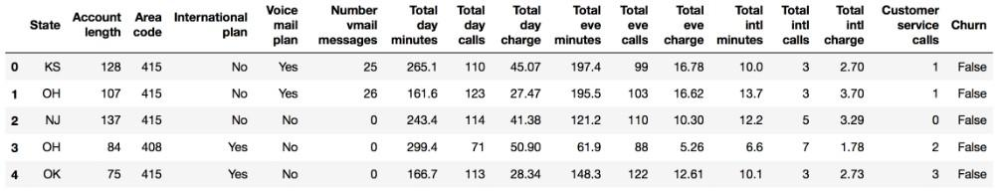 State Account length Area code International plan Voice mail plan Number vmail messages Total day minutes Total day calls Total day charge Total eve minutes Total eve calls Total eve charge Total intl minutes Total intl calls Total intl charge Customer service calls Churn
0 KS 128 415 No Yes 25 265.1 110 45.07 197.4 99 16.78 10.0 3 2.70 1 False
1 OH 107 415 No Yes 26 161.6 123 27.47 195.5 103 16.62 13.7 3 3.70 1 False
2 NJ 137 415 No No 0 243.4 114 41.38 121.2 110 10.30 12.2 5 3.29 0 False
3 OH 84 408 Yes No 0 299.4 71 50.90 61.9 88 5.26 6.6 7 1.78 2 False
4 OK 75 415 Yes No 0 166.7 113 28.34 148.3 122 12.61 10.1 3 2.73 3 False